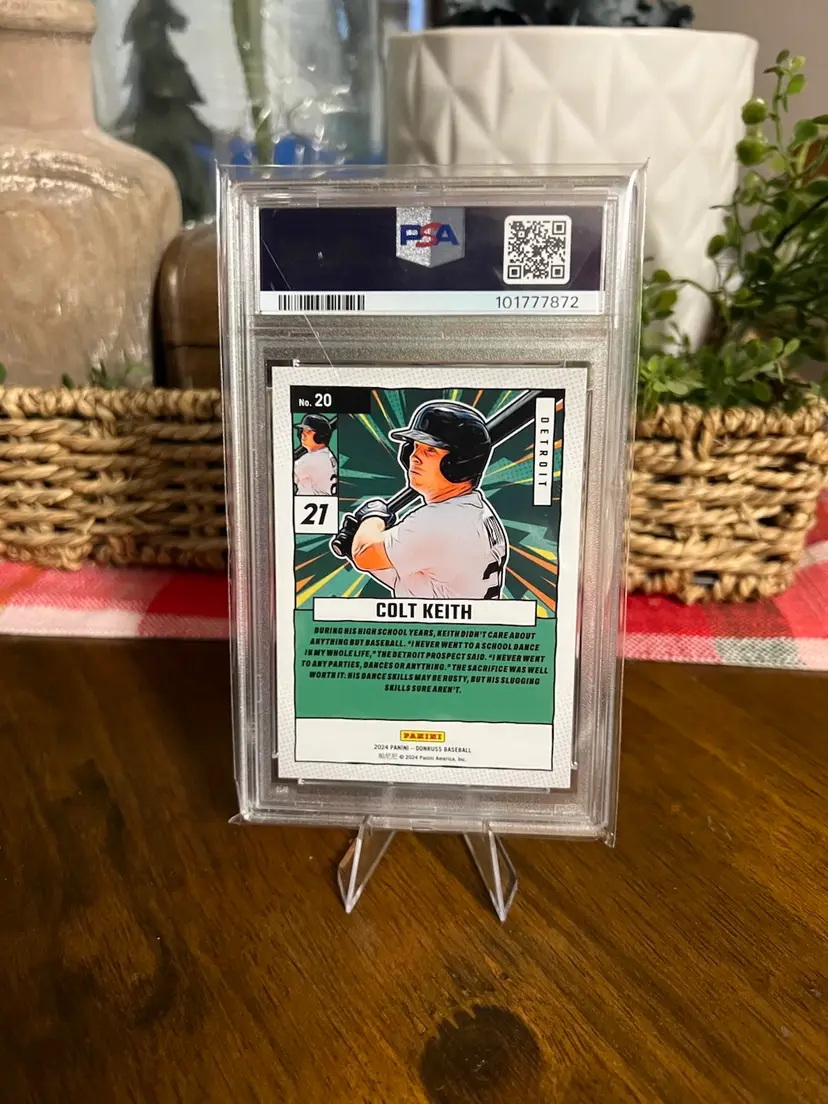 PSA
101777872
No. 20
DETROIT
21
COLT KEITH
DURING HIS HIGH SCHOOL YEARS, KEITH DIDN'T CARE ABOUT
ANYTHING BUT BASEBALL. "I NEVER WENT TO A SCHOOL DANCE
IN MY WHOLE LIFE," THE DETROIT PROSPECT SAID. "I NEVER WENT
TO ANY PARTIES, DANCES OR ANYTHING." THE SACRIFICE WAS WELL
WORTH IT: HIS DANCE SKILLS MAY BE RUSTY, BUT HIS SLUGGING
SKILLS SURE AREN'T.
PANINI
2024 PANINI – DONRUSS BASEBALL
帕尼尼 © 2024 Panini America, Inc.